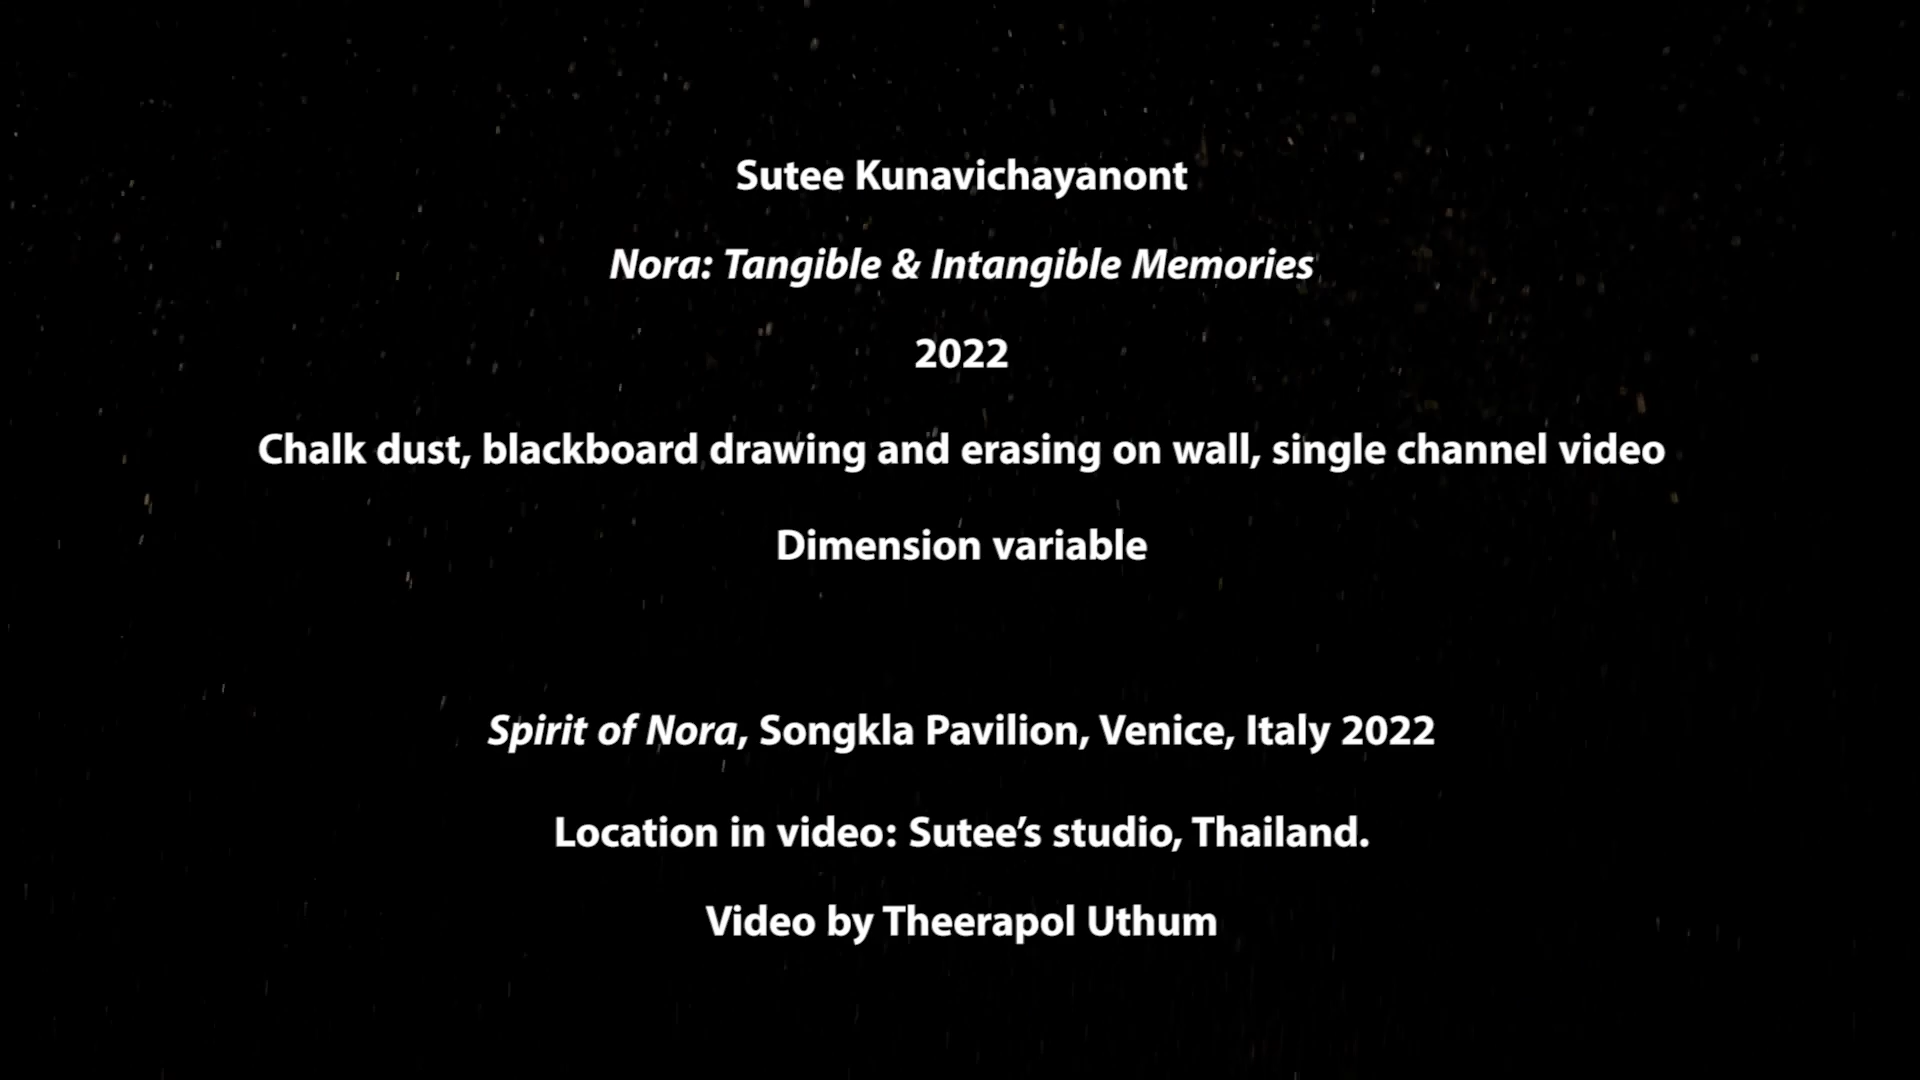 Sutee Kunavichayanont
Nora: Tangible & Intangible Memories
2022
Chalk dust, blackboard drawing and erasing on wall, single channel video
Dimension variable
Spirit of Nora, Songkla Pavilion, Venice, Italy 2022
Location in video: Sutee’s studio, Thailand.
Video by Theerapol Uthum